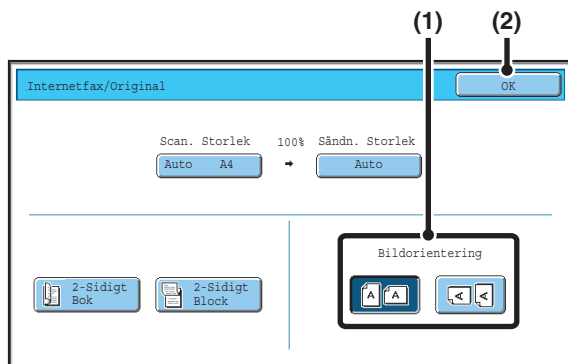 (1) (2)
Internetfax/Original OK
Scan. Storlek 100% Sändn. Storlek
Auto A4 → Auto
Bildorientering
2-Sidigt Bok
2-Sidigt Block
A A A A